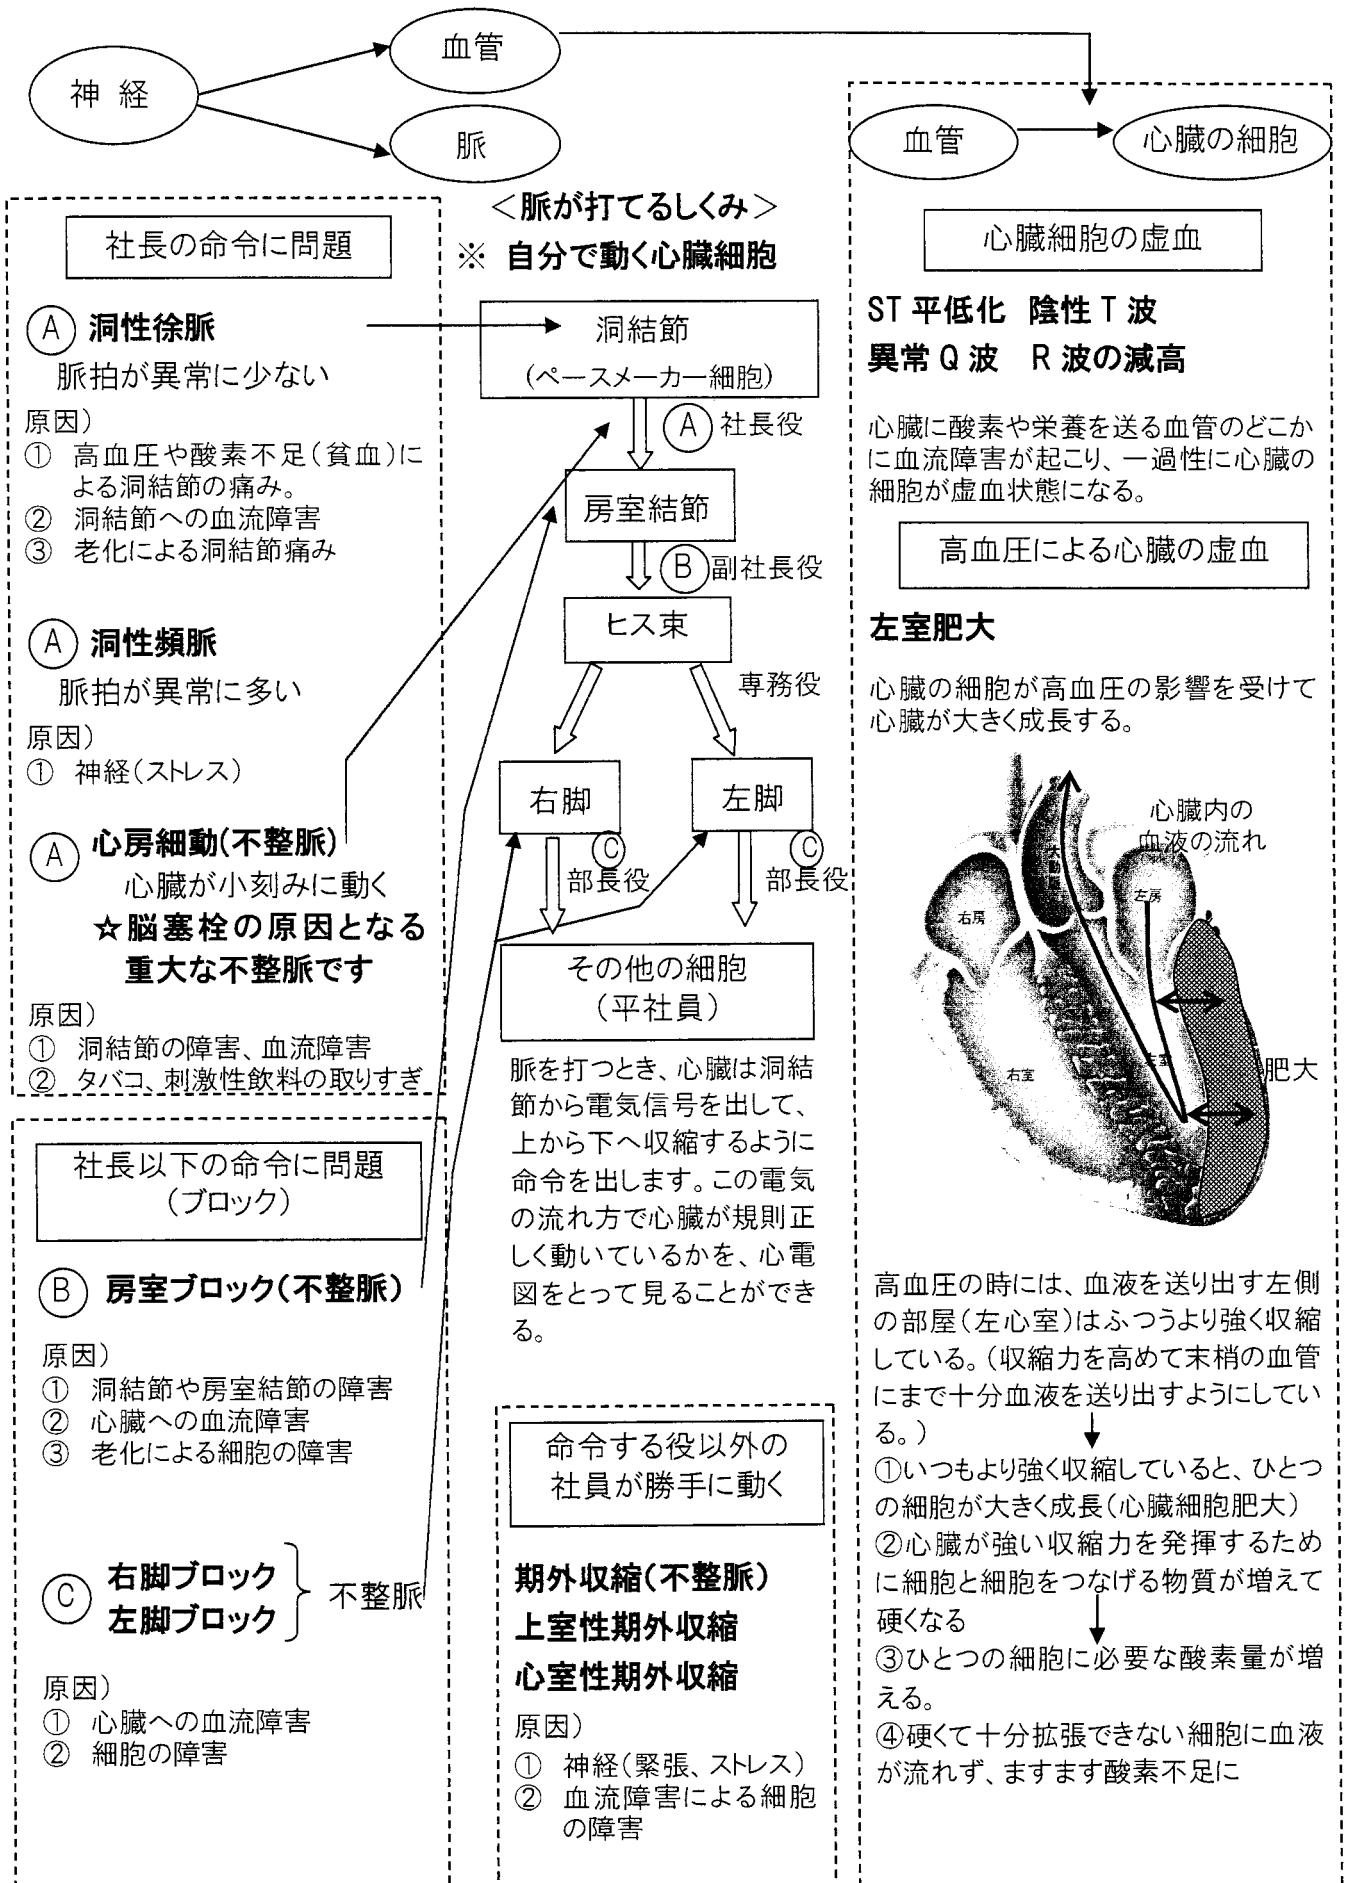 神 経
血管
脈
血管
心臓の細胞
社長の命令に問題
Ⓐ 洞性徐脈
脈拍が異常に少ない
原因)
① 高血圧や酸素不足(貧血)に
よる洞結節の痛み。
② 洞結節への血流障害
③ 老化による洞結節痛み
Ⓐ 洞性頻脈
脈拍が異常に多い
原因)
① 神経(ストレス)
Ⓐ 心房細動(不整脈)
心臓が小刻みに動く
☆脳塞栓の原因となる
重大な不整脈です
原因)
① 洞結節の障害、血流障害
② タバコ、刺激性飲料の取りすぎ
社長以下の命令に問題
(ブロック)
Ⓑ 房室ブロック(不整脈)
原因)
① 洞結節や房室結節の障害
② 心臓への血流障害
③ 老化による細胞の障害
Ⓒ 右脚ブロック
左脚ブロック
不整脈
原因)
① 心臓への血流障害
② 細胞の障害
<脈が打てるしくみ>
※ 自分で動く心臓細胞
洞結節
(ペースメーカー細胞)
Ⓐ 社長役
房室結節
Ⓑ 副社長役
ヒス束
専務役
右脚
左脚
Ⓒ
部長役
Ⓒ
部長役
その他の細胞
(平社員)
脈を打つとき、心臓は洞結
節から電気信号を出して、
上から下へ収縮するように
命令を出します。この電気
の流れ方で心臓が規則正
しく動いているかを、心電
図をとって見ることができ
る。
命令する役以外の
社員が勝手に動く
期外収縮(不整脈)
上室性期外収縮
心室性期外収縮
原因)
① 神経(緊張、ストレス)
② 血流障害による細胞
の障害
心臓細胞の虚血
ST 平低化 陰性 T 波
異常 Q 波 R 波の減高
心臓に酸素や栄養を送る血管のどこか
に血流障害が起こり、一過性に心臓の
細胞が虚血状態になる。
高血圧による心臓の虚血
左室肥大
心臓の細胞が高血圧の影響を受けて
心臓が大きく成長する。
心臓内の
血液の流れ
大動
左房
右房
左室
右室
肥大
高血圧の時には、血液を送り出す左側
の部屋(左心室)はふつうより強く収縮
している。(収縮力を高めて末梢の血管
にまで十分血液を送り出すようにしてい
る。)
①いつもより強く収縮していると、ひとつ
の細胞が大きく成長(心臓細胞肥大)
②心臓が強い収縮力を発揮するため
に細胞と細胞をつなげる物質が増えて
硬くなる
③ひとつの細胞に必要な酸素量が増
える。
④硬くて十分拡張できない細胞に血液
が流れず、ますます酸素不足に